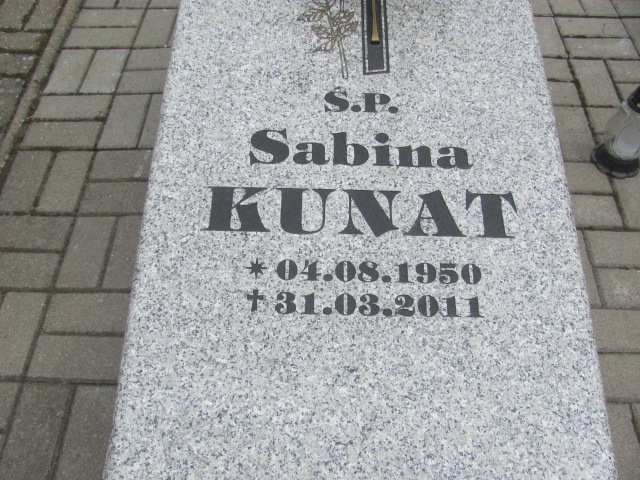 Ś.P.
Sabina
KUNAT
* 04.08.1950
† 31.03.2011